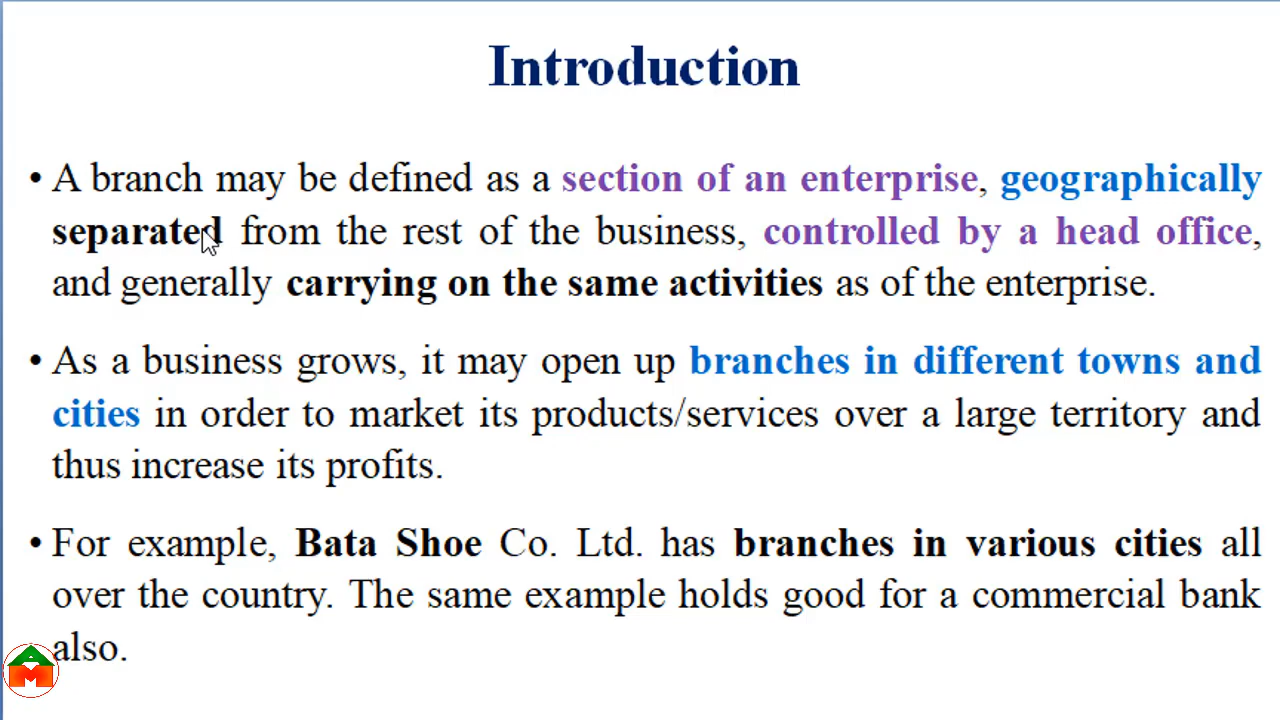 Introduction
• A branch may be defined as a section of an enterprise, geographically
separated from the rest of the business, controlled by a head office,
and generally carrying on the same activities as of the enterprise.
• As a business grows, it may open up branches in different towns and
cities in order to market its products/services over a large territory and
thus increase its profits.
• For example, Bata Shoe Co. Ltd. has branches in various cities all
over the country. The same example holds good for a commercial bank
also.